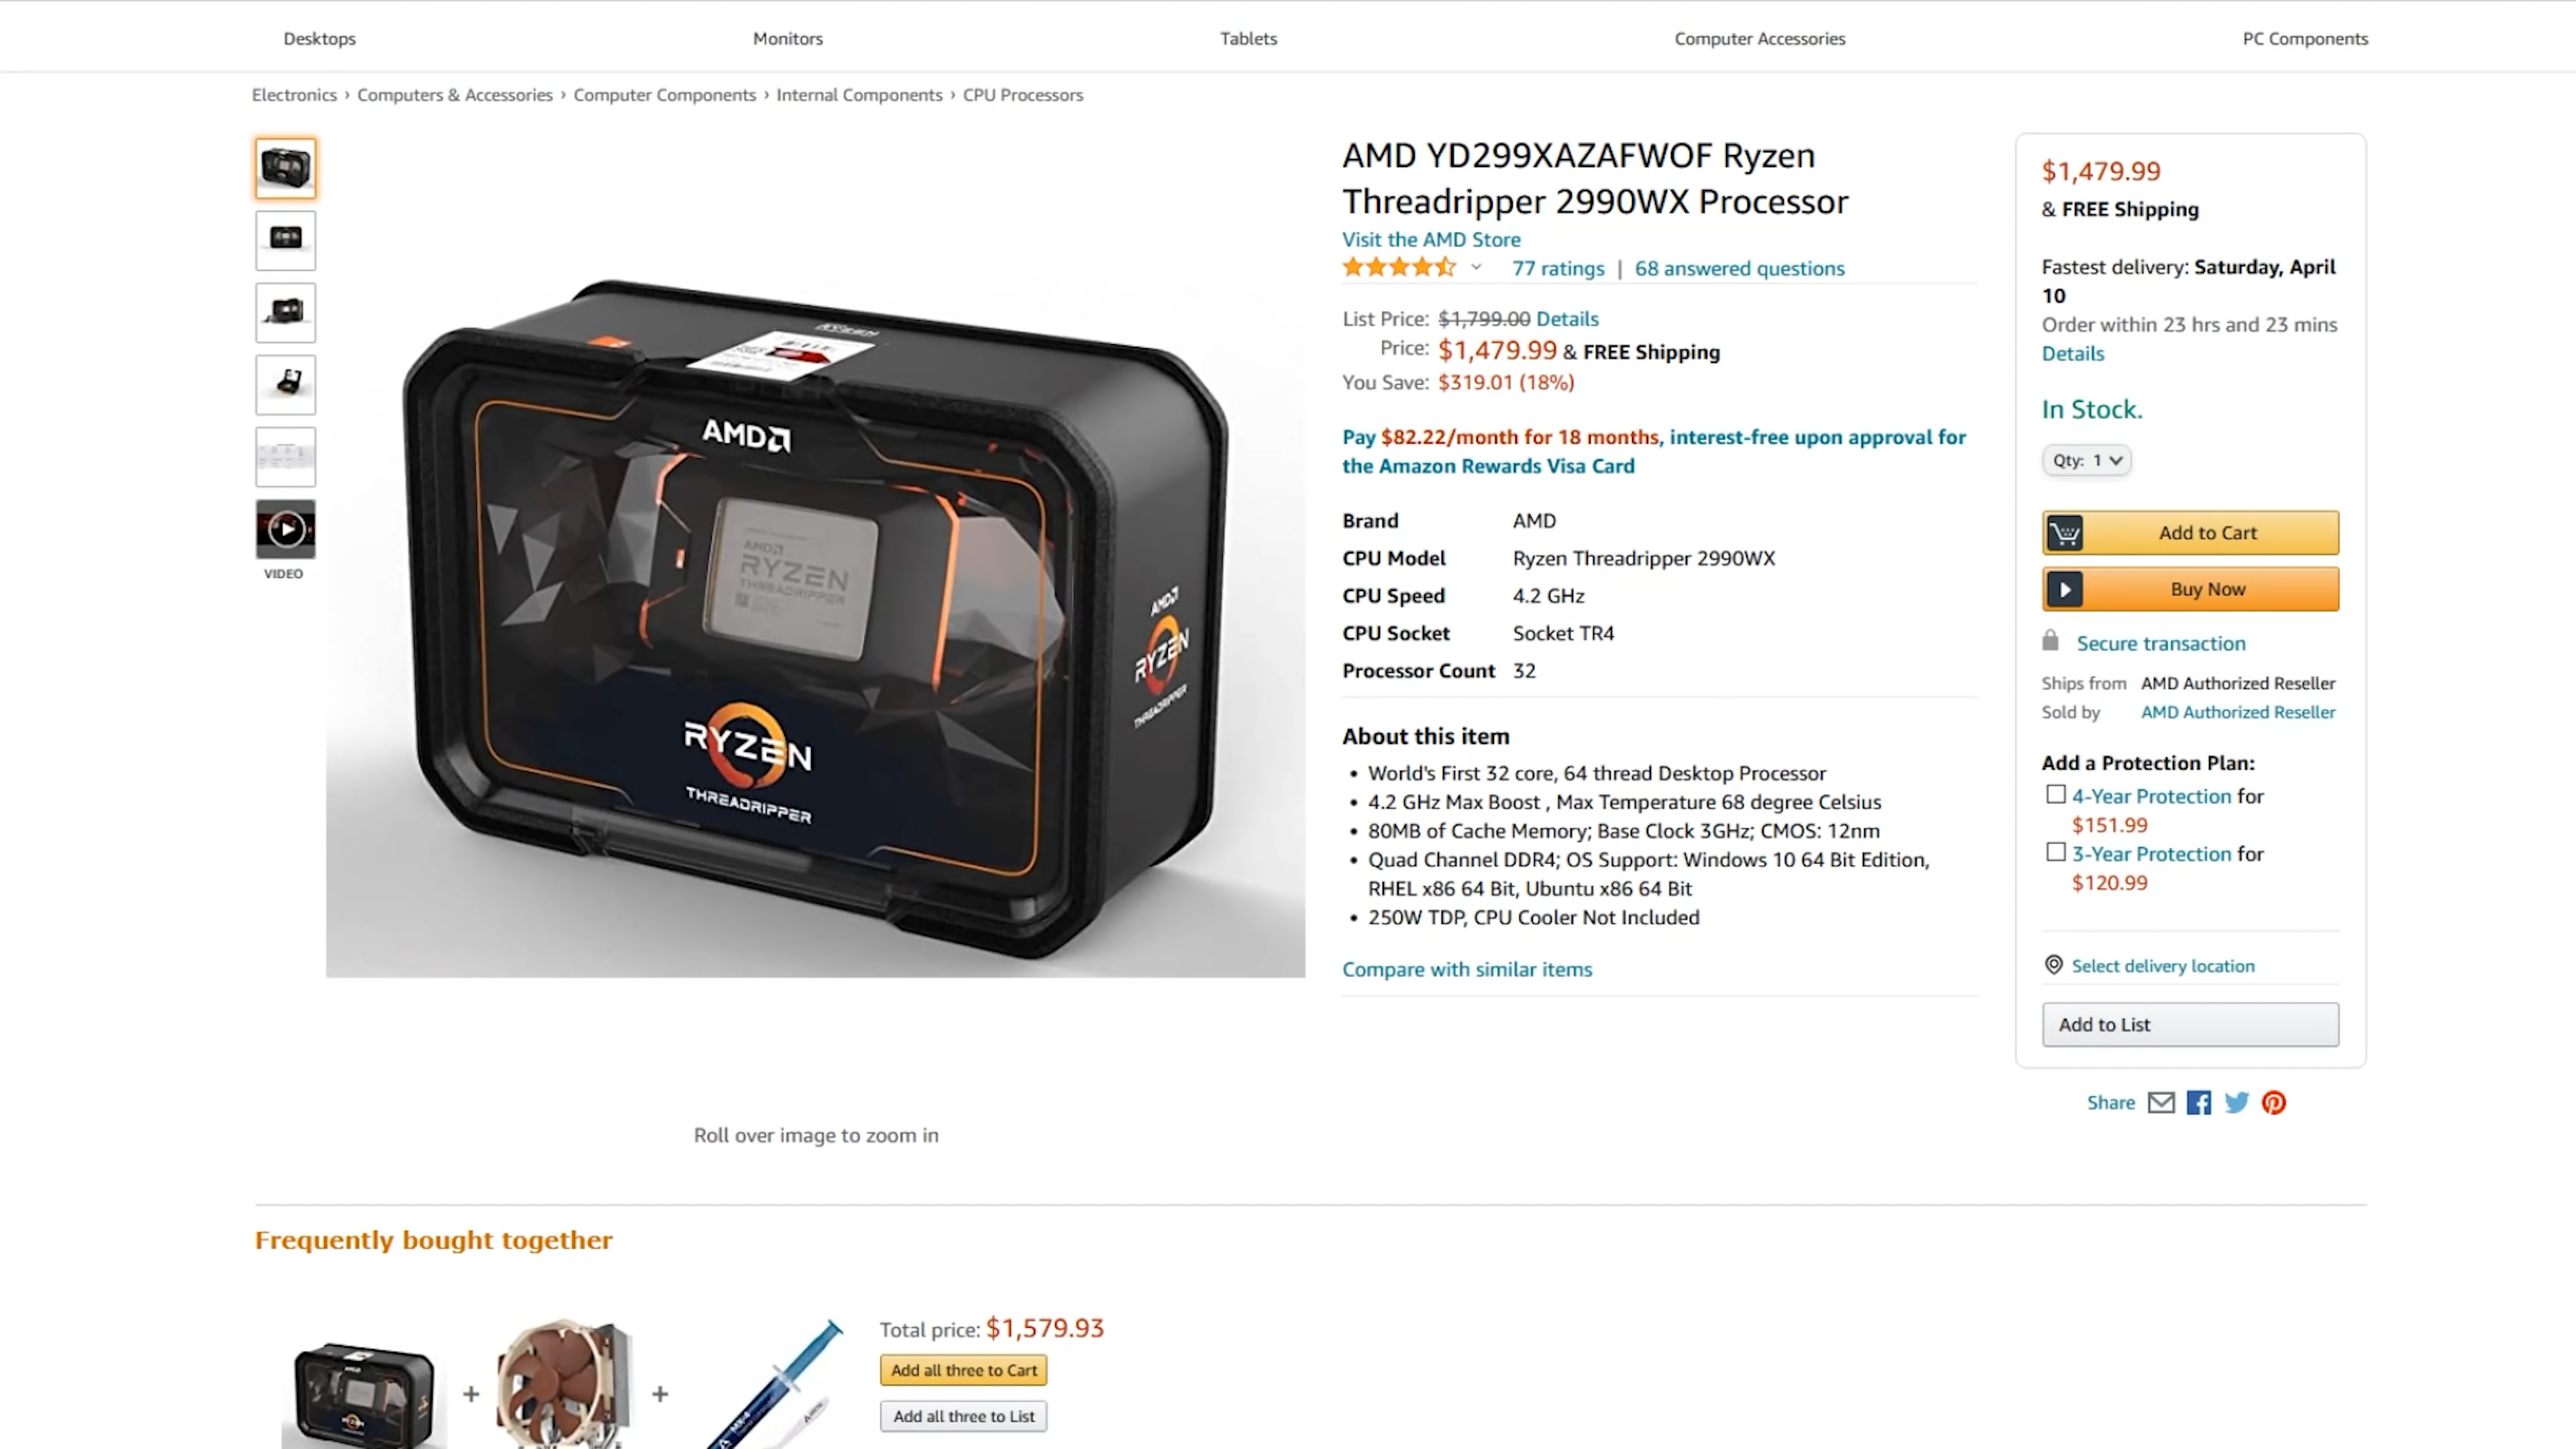 Desktops
Monitors
Tablets
Computer Accessories
PC Components
Electronics › Computers & Accessories › Computer Components › Internal Components › CPU Processors
VIDEO
RYZEN
AMD
AMD
RYZEN
THREADRIPPER
RYZEN
THREADRIPPER
AMD
RYZEN
THREADRIPPER
Roll over image to zoom in
AMD YD299XAZAFWOF Ryzen
Threadripper 2990WX Processor
Visit the AMD Store
77 ratings | 68 answered questions
List Price: $1,799.00 Details
Price: $1,479.99 & FREE Shipping
You Save: $319.01 (18%)
Pay $82.22/month for 18 months, interest-free upon approval for
the Amazon Rewards Visa Card
Brand AMD
CPU Model Ryzen Threadripper 2990WX
CPU Speed 4.2 GHz
CPU Socket Socket TR4
Processor Count 32
About this item
• World's First 32 core, 64 thread Desktop Processor
• 4.2 GHz Max Boost , Max Temperature 68 degree Celsius
• 80MB of Cache Memory; Base Clock 3GHz; CMOS: 12nm
• Quad Channel DDR4; OS Support: Windows 10 64 Bit Edition,
RHEL x86 64 Bit, Ubuntu x86 64 Bit
• 250W TDP, CPU Cooler Not Included
Compare with similar items
$1,479.99
& FREE Shipping
Fastest delivery: Saturday, April
10
Order within 23 hrs and 23 mins
Details
In Stock.
Qty: 1
Add to Cart
Buy Now
Secure transaction
Ships from AMD Authorized Reseller
Sold by AMD Authorized Reseller
Add a Protection Plan:
4-Year Protection for
$151.99
3-Year Protection for
$120.99
Select delivery location
Add to List
Share
Frequently bought together
RYZEN
+
+
MX-4
Total price: $1,579.93
Add all three to Cart
Add all three to List